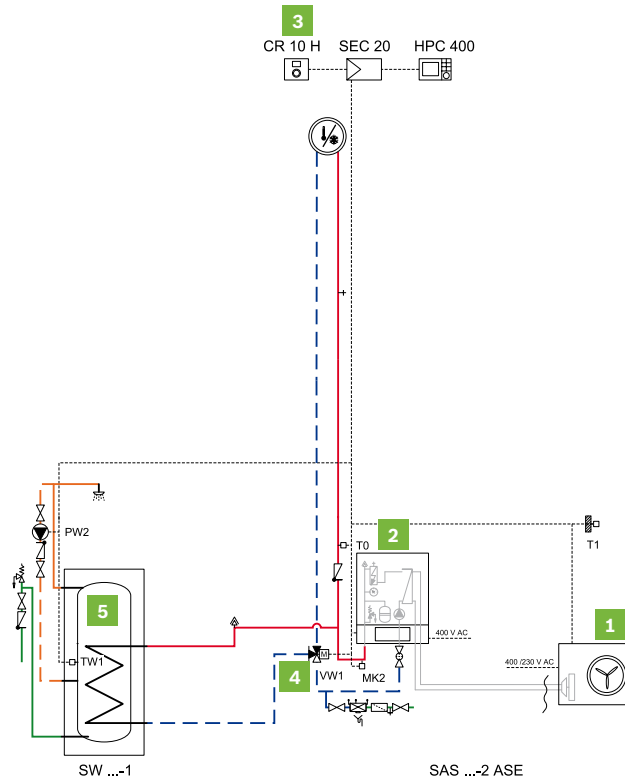 3
CR 10 H SEC 20 HPC 400
PW2
T0
2
T1
5
400 V AC
1
TW1
400 /230 V AC
M
4
VW1
MK2
SW ...-1
SAS ...-2 ASE